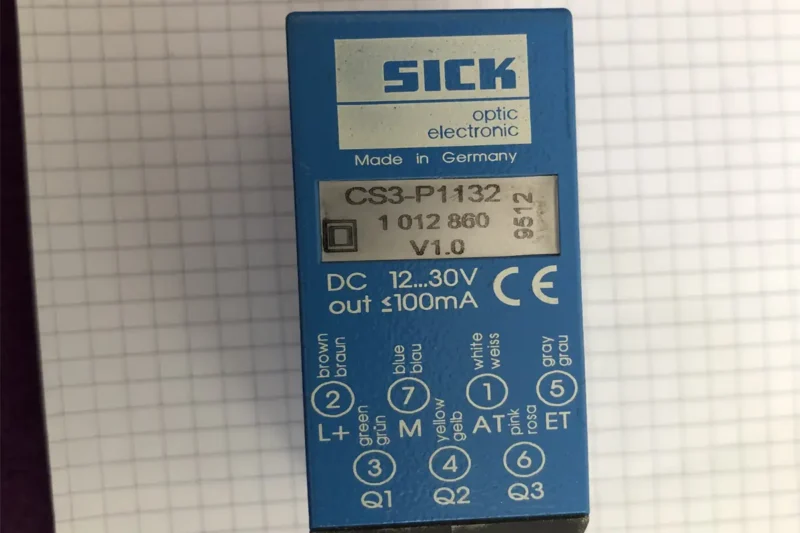 SICK
optic
electronic
Made in Germany
CS3-P1132
1 012 860
V1.0
9512
DC 12...30V
out ≤100mA
CE
brown
braun
2
L+
blue
blau
7
M
white
weiss
1
AT
gray
grau
5
ET
green
grün
3
Q1
yellow
gelb
4
Q2
pink
rosa
6
Q3